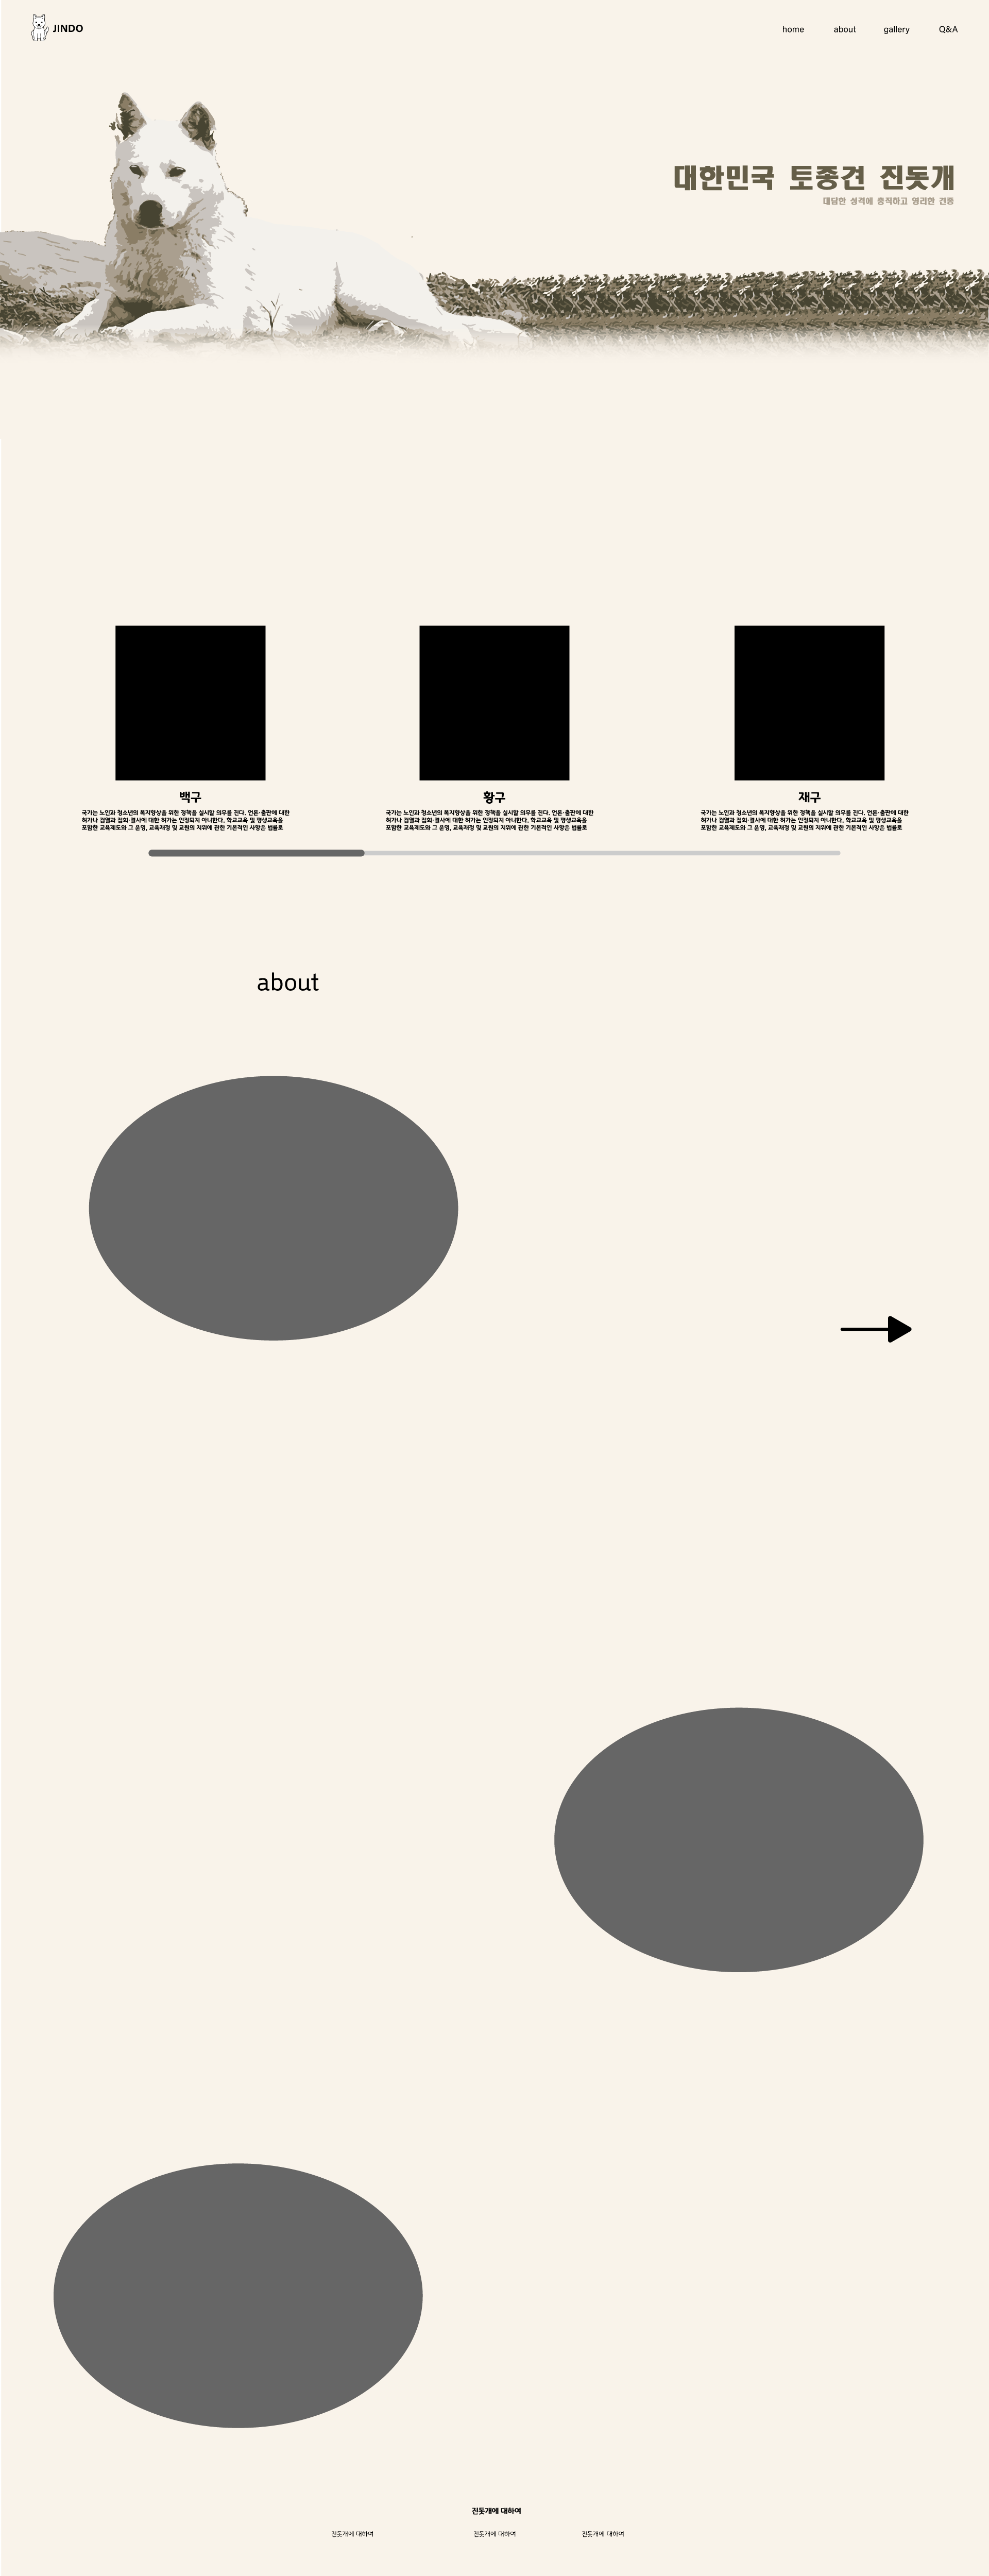 JINDO
home about gallery Q&A
대한민국 토종견 진돗개
대담한 성격에 충직하고 영리한 견종
백구
국가는 노인과 청소년의 복지향상을 위한 정책을 실시할 의무를 진다. 언론·출판에 대한
허가나 검열과 집회·결사에 대한 허가는 인정되지 아니한다. 학교교육 및 평생교육을
포함한 교육제도와 그 운영, 교육재정 및 교원의 지위에 관한 기본적인 사항은 법률로
황구
국가는 노인과 청소년의 복지향상을 위한 정책을 실시할 의무를 진다. 언론·출판에 대한
허가나 검열과 집회·결사에 대한 허가는 인정되지 아니한다. 학교교육 및 평생교육을
포함한 교육제도와 그 운영, 교육재정 및 교원의 지위에 관한 기본적인 사항은 법률로
재구
국가는 노인과 청소년의 복지향상을 위한 정책을 실시할 의무를 진다. 언론·출판에 대한
허가나 검열과 집회·결사에 대한 허가는 인정되지 아니한다. 학교교육 및 평생교육을
포함한 교육제도와 그 운영, 교육재정 및 교원의 지위에 관한 기본적인 사항은 법률로
about
진돗개에 대하여
진돗개에 대하여 진돗개에 대하여 진돗개에 대하여